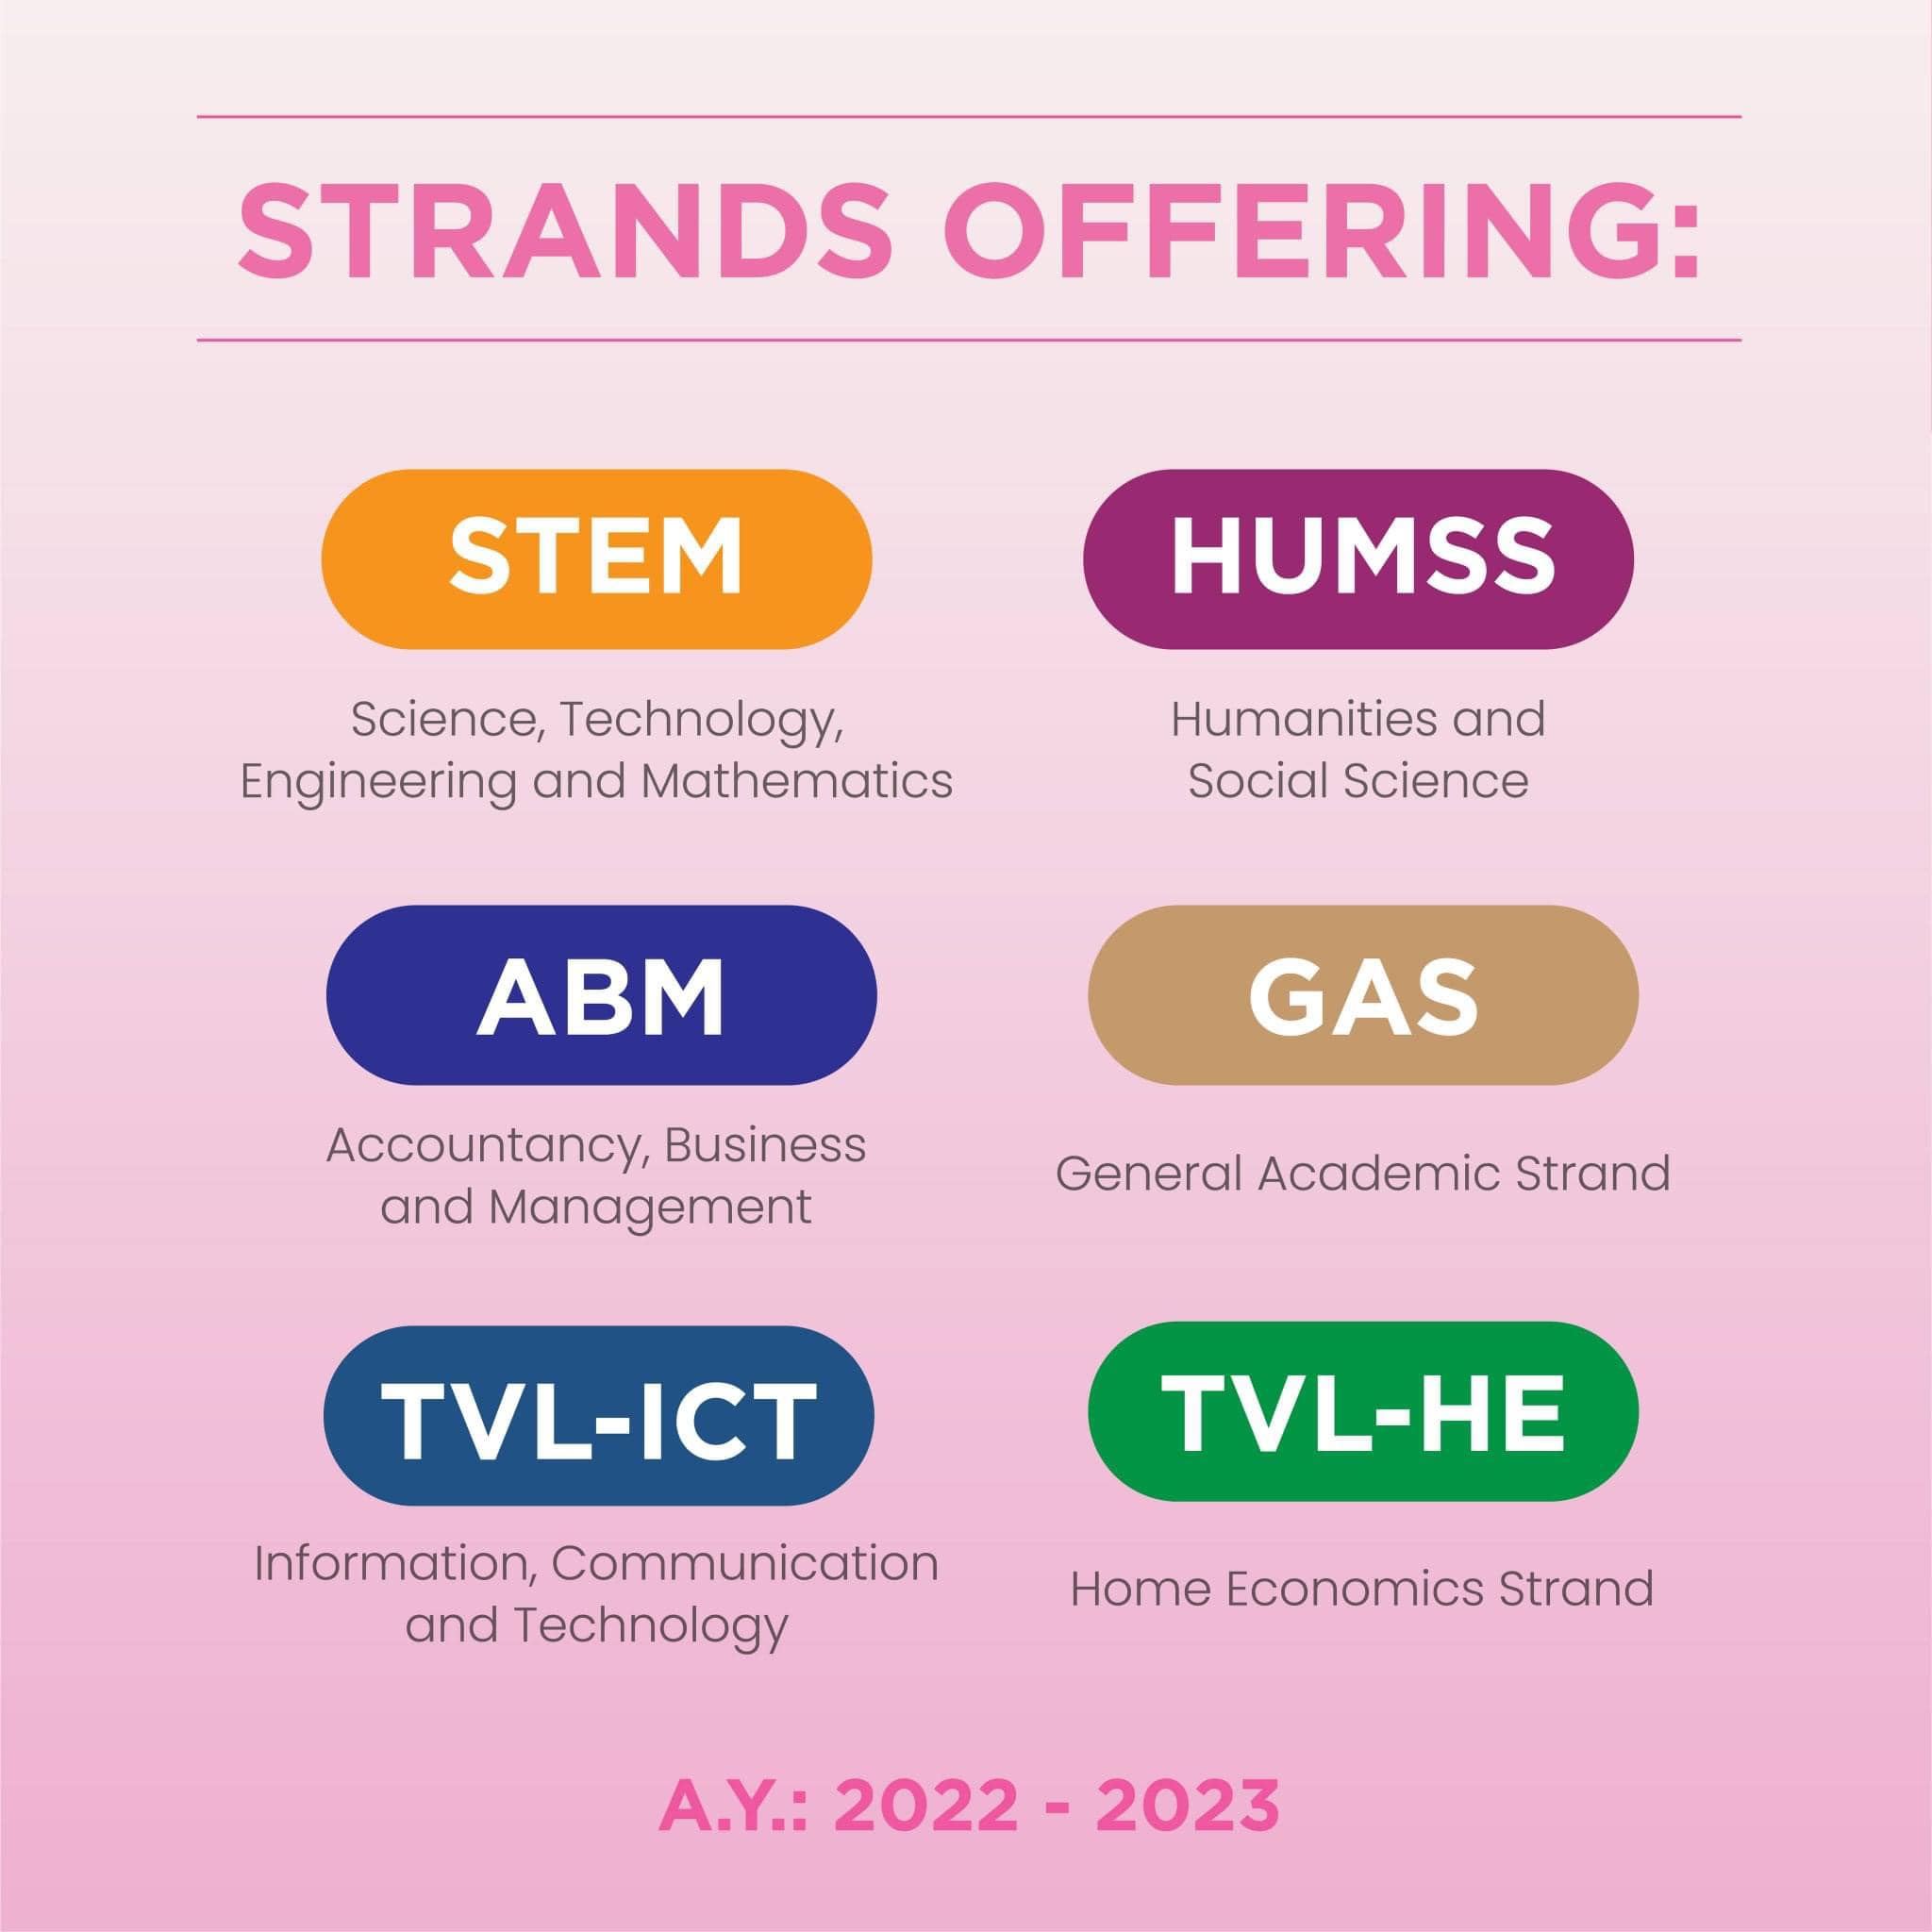 STRANDS OFFERING:
STEM
Science, Technology,
Engineering and Mathematics
HUMSS
Humanities and
Social Science
ABM
Accountancy, Business
and Management
GAS
General Academic Strand
TVL-ICT
Information, Communication
and Technology
TVL-HE
Home Economics Strand
A.Y.: 2022 - 2023